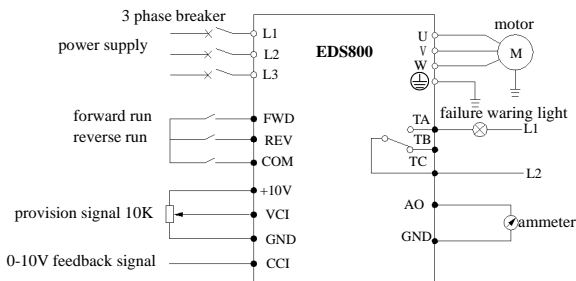 3 phase breaker
power supply
L1
L2
L3
EDS800
U
V
W
motor
M
forward run
reverse run
FWD
REV
COM
TA
TB
TC
failure waring light
L1
L2
+10V
provision signal 10K
VCI
GND
0-10V feedback signal
CCI
AO
GND
ammeter